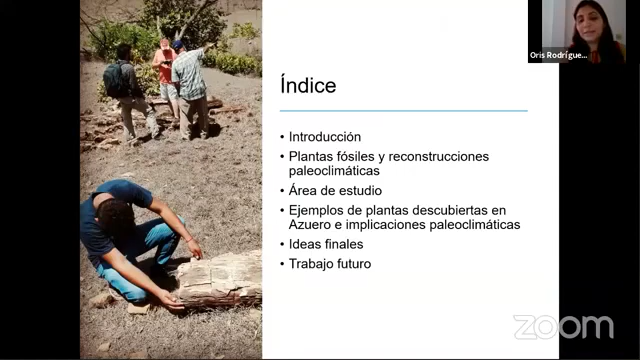 Oris Rodrígue...
Índice
• Introducción
• Plantas fósiles y reconstrucciones
paleoclimáticas
• Área de estudio
• Ejemplos de plantas descubiertas en
Azuero e implicaciones paleoclimáticas
• Ideas finales
• Trabajo futuro
zoom